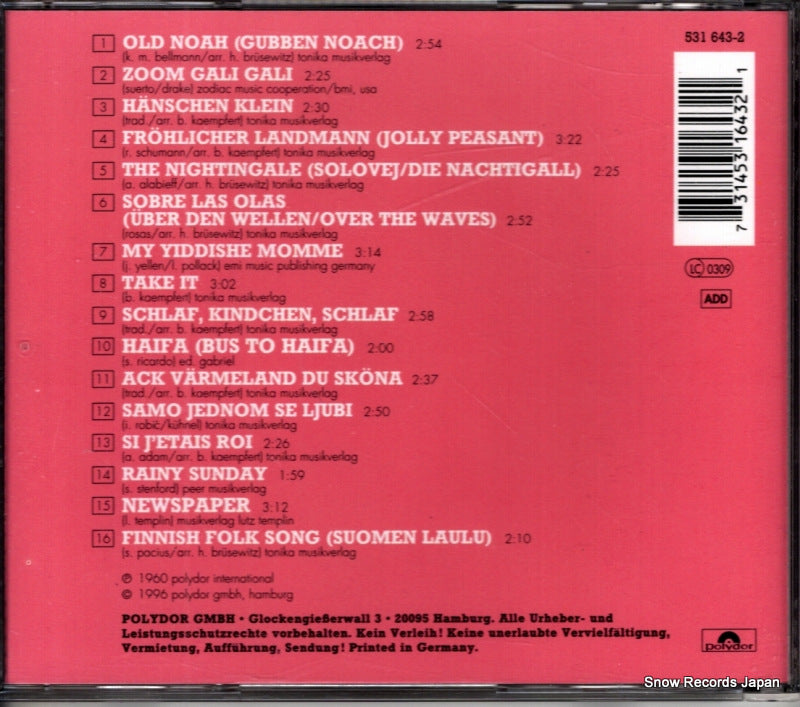 1 OLD NOAH (GUBBEN NOACH) 2:54
(k. m. bellmann/arr. h. brüsewitz) tonika musikverlag
2 ZOOM GALI GALI 2:25
(suerto/drake) zodiac music cooperation/bmi, usa
3 HÄNSCHEN KLEIN 2:30
(trad./arr. b. kaempfert) tonika musikverlag
4 FRÖHLICHER LANDMANN (JOLLY PEASANT) 3:22
(r. schumann/arr. b. kaempfert) tonika musikverlag
5 THE NIGHTINGALE (SOLOVEJ/DIE NACHTIGALL) 2:25
(a. alabieff/arr. h. brüsewitz) tonika musikverlag
6 SOBRE LAS OLAS
(ÜBER DEN WELLEN/OVER THE WAVES) 2:52
(rosas/arr. h. brüsewitz) tonika musikverlag
7 MY YIDDISHE MOMME 3:14
(j. yellen/l. pollack) emi music publishing germany
8 TAKE IT 3:02
(b. kaempfert) tonika musikverlag
9 SCHLAF, KINDCHEN, SCHLAF 2:58
(trad./arr. b. kaempfert) tonika musikverlag
10 HAIFA (BUS TO HAIFA) 2:00
(s. ricardo) ed. gabriel
11 ACK VÄRMELAND DU SKÖNA 2:37
(trad./arr. b. kaempfert) tonika musikverlag
12 SAMO JEDNOM SE LJUBI 2:50
(i. robić/kühnel) tonika musikverlag
13 SI J'ETAIS ROI 2:26
(a. adam/arr. b. kaempfert) tonika musikverlag
14 RAINY SUNDAY 1:59
(s. stenford) peer musikverlag
15 NEWSPAPER 3:12
(l. templin) musikverlag lutz templin
16 FINNISH FOLK SONG (SUOMEN LAULU) 2:10
(s. pacius/arr. h. brüsewitz) tonika musikverlag
℗ 1960 polydor international
© 1996 polydor gmbh, hamburg
POLYDOR GMBH · Glockengießerwall 3 · 20095 Hamburg. Alle Urheber- und
Leistungsschutzrechte vorbehalten. Kein Verleih! Keine unerlaubte Vervielfältigung,
Vermietung, Aufführung, Sendung! Printed in Germany.
531 643-2
7 31453 16432 1
LC 0309
ADD
polydor
Snow Records Japan